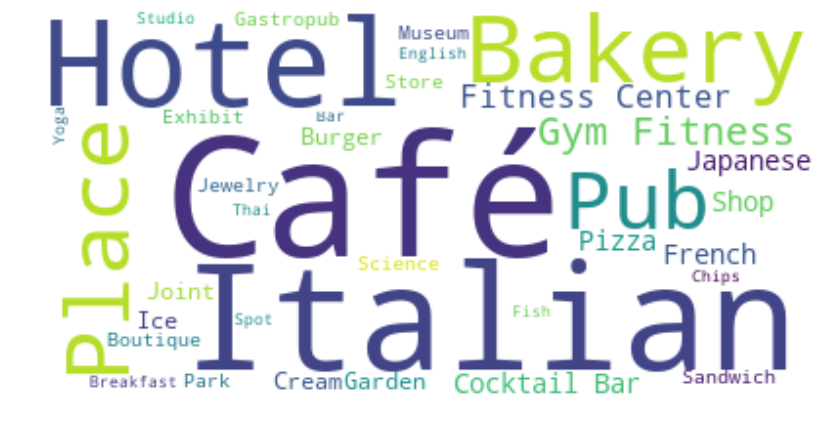 Studio
Gastropub
Hotel
Museum
English
Bakery
Store
Fitness Center
Yoga
Exhibit
Bar
Burger
Gym Fitness
Place
Café
Japanese
Jewelry
Thai
Pub
Shop
Pizza
French
Science
Chips
Joint
Italian
Ice
Spot
Fish
Boutique
Breakfast
Park
Cream
Garden
Cocktail Bar
Sandwich